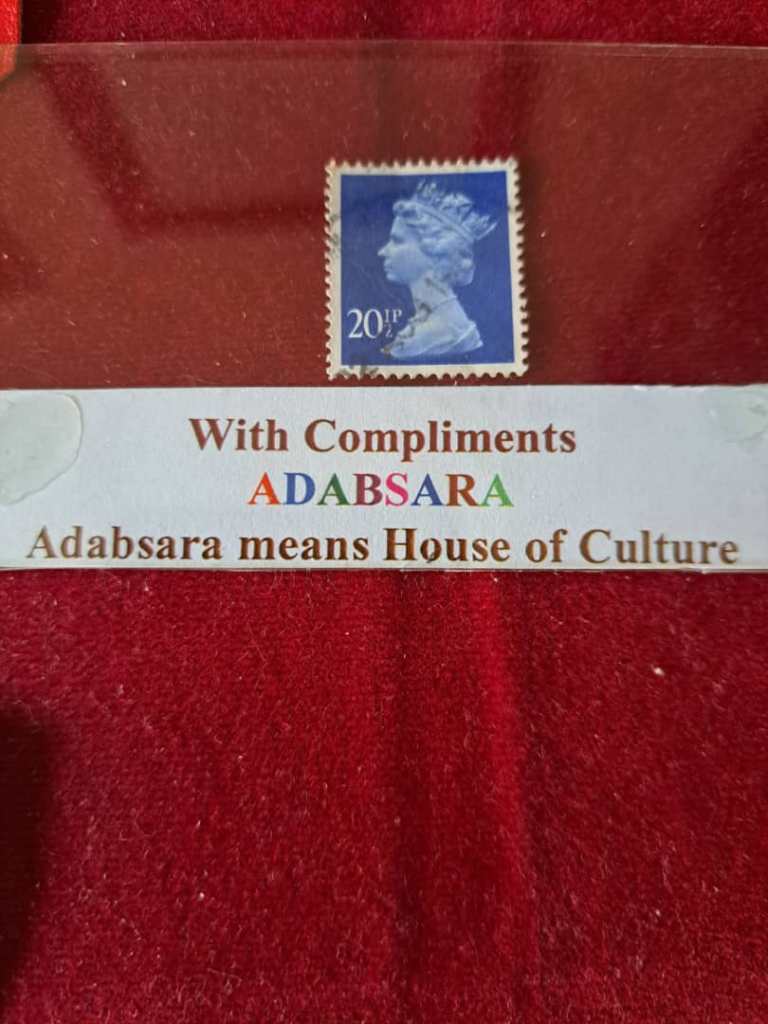 20½P
With Compliments
ADABSARA
Adabsara means House of Culture